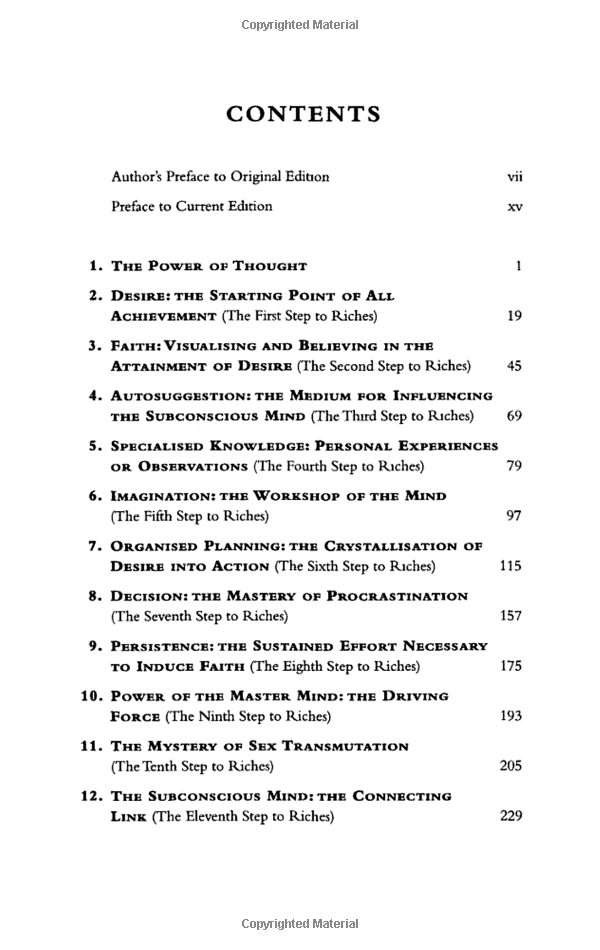 Copyrighted Material
CONTENTS
Author's Preface to Original Edition vii
Preface to Current Edition xv
1. The Power of Thought 1
2. Desire: the Starting Point of All
Achievement (The First Step to Riches) 19
3. Faith: Visualising and Believing in the
Attainment of Desire (The Second Step to Riches) 45
4. Autosuggestion: the Medium for Influencing
the Subconscious Mind (The Third Step to Riches) 69
5. Specialised Knowledge: Personal Experiences
or Observations (The Fourth Step to Riches) 79
6. Imagination: the Workshop of the Mind
(The Fifth Step to Riches) 97
7. Organised Planning: the Crystallisation of
Desire into Action (The Sixth Step to Riches) 115
8. Decision: the Mastery of Procrastination
(The Seventh Step to Riches) 157
9. Persistence: the Sustained Effort Necessary
to Induce Faith (The Eighth Step to Riches) 175
10. Power of the Master Mind: the Driving
Force (The Ninth Step to Riches) 193
11. The Mystery of Sex Transmutation
(The Tenth Step to Riches) 205
12. The Subconscious Mind: the Connecting
Link (The Eleventh Step to Riches) 229
Copyrighted Material